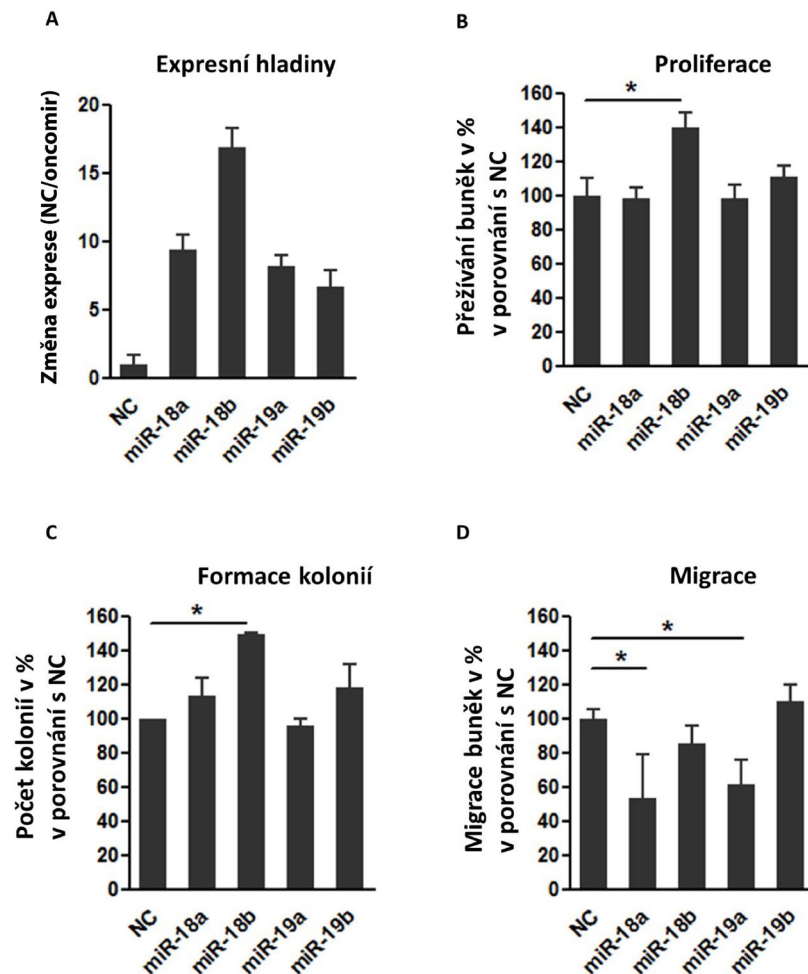 A
Expresní hladiny
Změna exprese (NC/oncomir)
20
15
10
5
0
NC
miR-18a
miR-18b
miR-19a
miR-19b
B
Proliferace
Přežívání buněk v %
v porovnání s NC
160
140
120
100
80
60
40
20
0
*
NC
miR-18a
miR-18b
miR-19a
miR-19b
C
Formace kolonií
Počet kolonií v %
v porovnání s NC
160
140
120
100
80
60
40
20
0
*
NC
miR-18a
miR-18b
miR-19a
miR-19b
D
Migrace
Migrace buněk v %
v porovnání s NC
160
140
120
100
80
60
40
20
0
*
*
NC
miR-18a
miR-18b
miR-19a
miR-19b